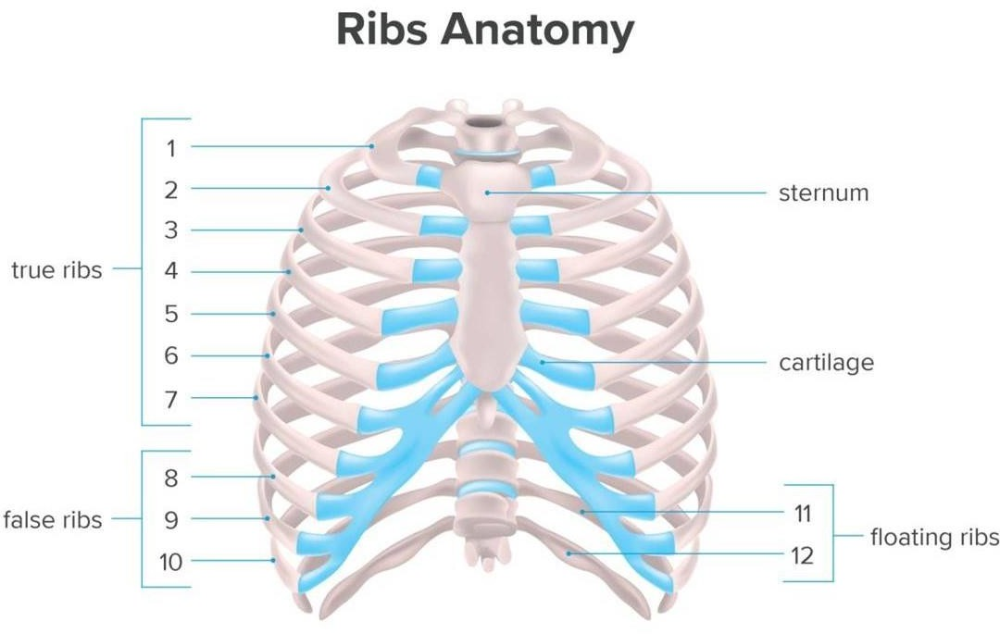 Ribs Anatomy
true ribs
1
2
3
4
5
6
7
false ribs
8
9
10
sternum
cartilage
11
12
floating ribs